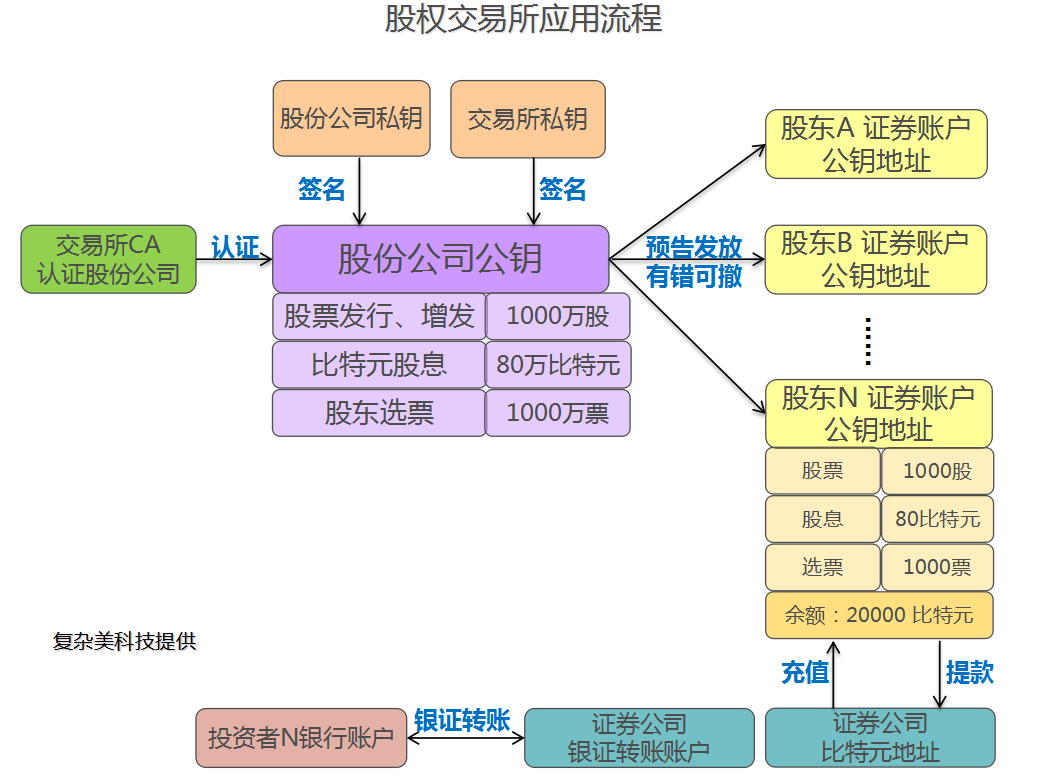 股权交易所应用流程
股份公司私钥
交易所私钥
签名
签名
交易所CA
认证股份公司
认证
股份公司公钥
预告发放
有错可撤
股东A 证券账户
公钥地址
股东B 证券账户
公钥地址
股票发行、增发
1000万股
比特元股息
80万比特元
股东选票
1000万票
股东N 证券账户
公钥地址
股票
1000股
股息
80比特元
选票
1000票
余额：20000 比特元
复杂美科技提供
充值
提款
投资者N银行账户
银证转账
证券公司
银证转账账户
证券公司
比特元地址